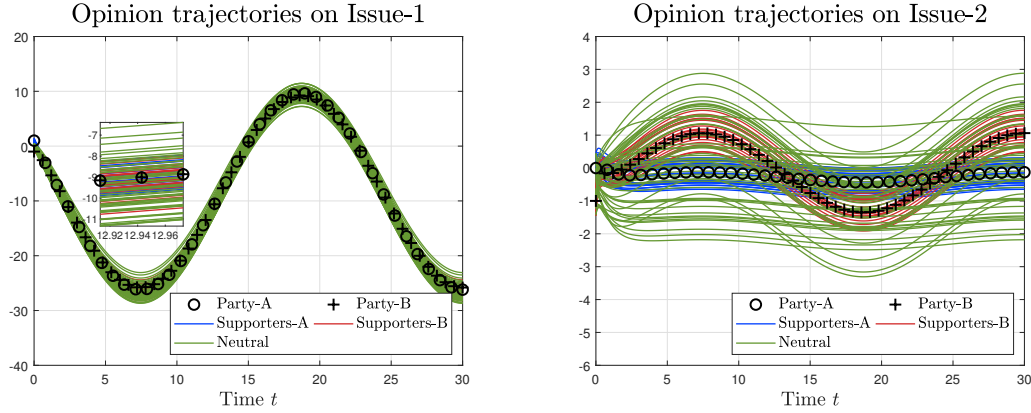 Opinion trajectories on Issue-1
20
10
0
-10
-20
-30
-40
-7
-8
-9
-10
-11
12.92 12.94 12.96
Party-A Party-B
Supporters-A Supporters-B
Neutral
0 5 10 15 20 25 30
Time t
Opinion trajectories on Issue-2
4
3
2
1
0
-1
-2
-3
-4
-5
-6
Party-A Party-B
Supporters-A Supporters-B
Neutral
0 5 10 15 20 25 30
Time t